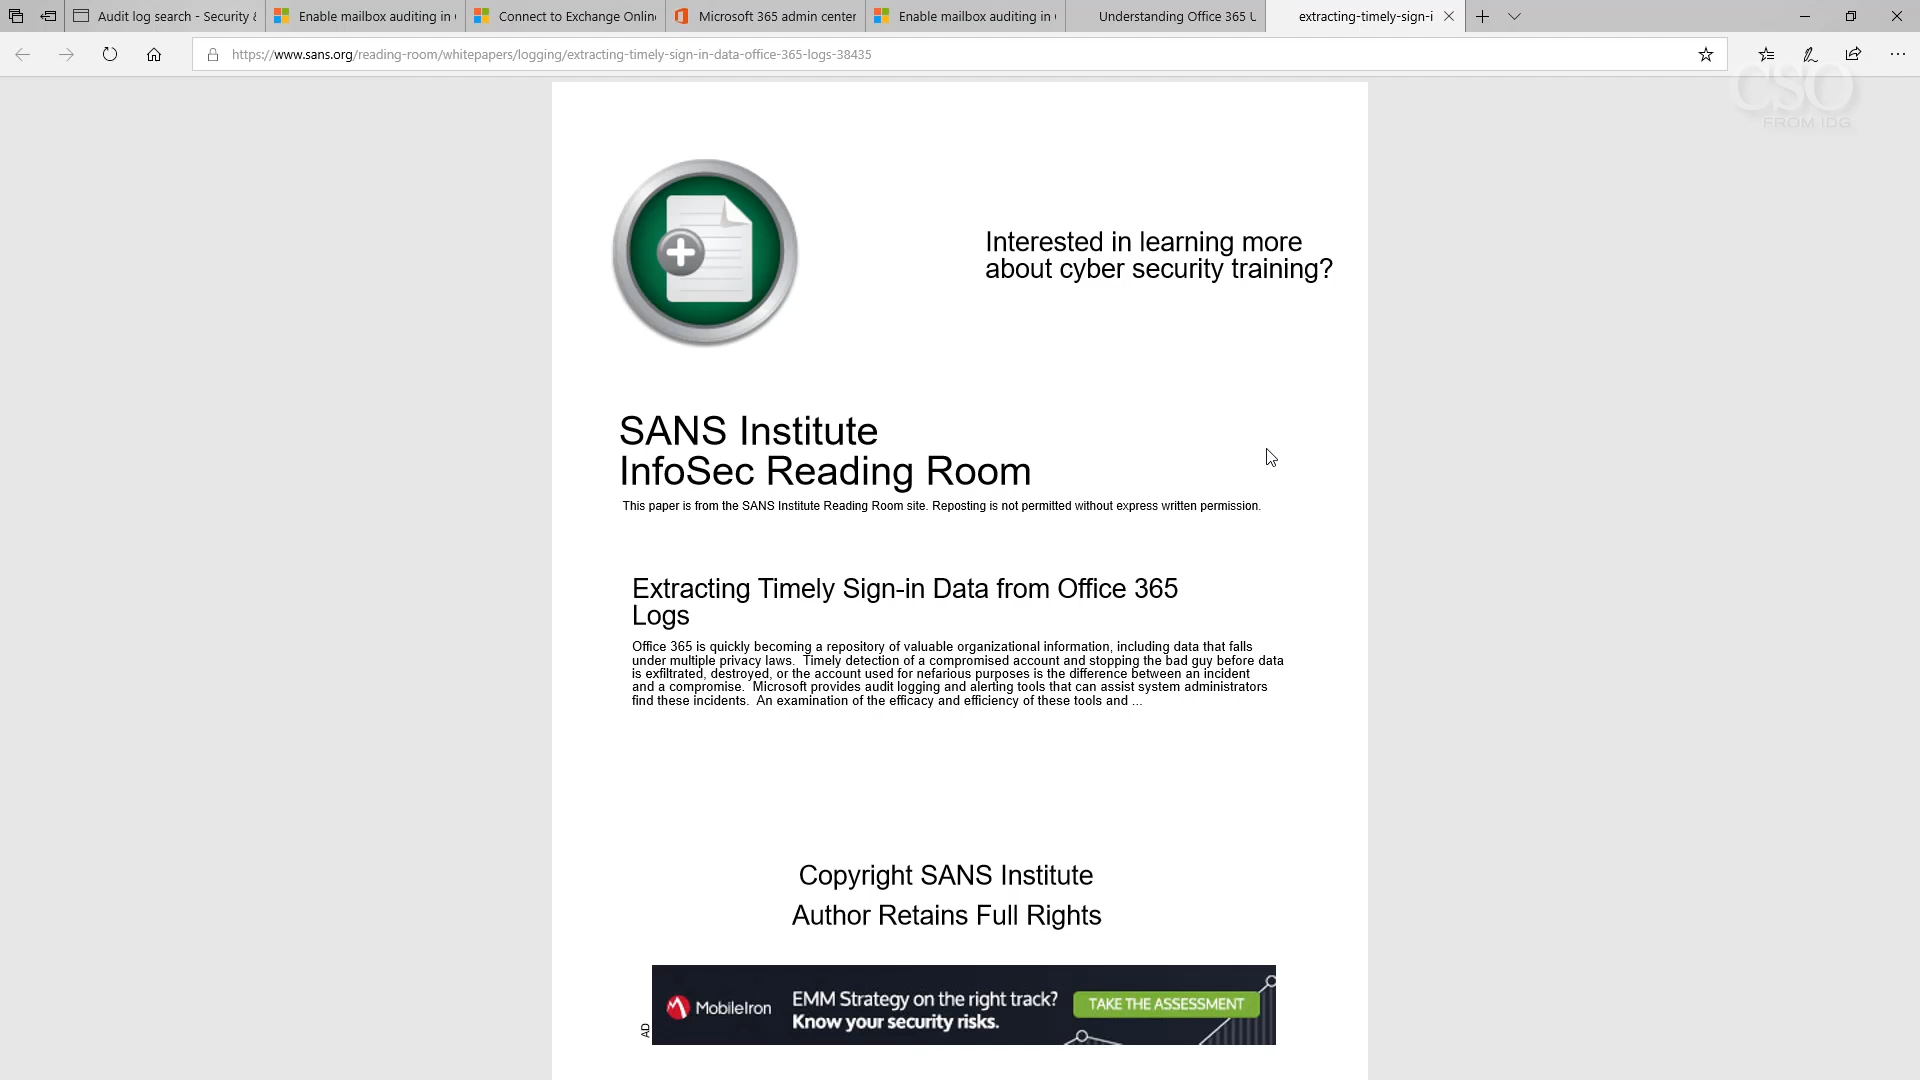 Audit log search - Security &
Enable mailbox auditing in
Connect to Exchange Online
Microsoft 365 admin center
Enable mailbox auditing in
Understanding Office 365 U
extracting-timely-sign-i
https://www.sans.org/reading-room/whitepapers/logging/extracting-timely-sign-in-data-office-365-logs-38435
CSO
FROM IDG
Interested in learning more
about cyber security training?
SANS Institute
InfoSec Reading Room
This paper is from the SANS Institute Reading Room site. Reposting is not permitted without express written permission.
Extracting Timely Sign-in Data from Office 365
Logs
Office 365 is quickly becoming a repository of valuable organizational information, including data that falls
under multiple privacy laws. Timely detection of a compromised account and stopping the bad guy before data
is exfiltrated, destroyed, or the account used for nefarious purposes is the difference between an incident
and a compromise. Microsoft provides audit logging and alerting tools that can assist system administrators
find these incidents. An examination of the efficacy and efficiency of these tools and ...
Copyright SANS Institute
Author Retains Full Rights
AD
MobileIron
EMM Strategy on the right track?
Know your security risks.
TAKE THE ASSESSMENT